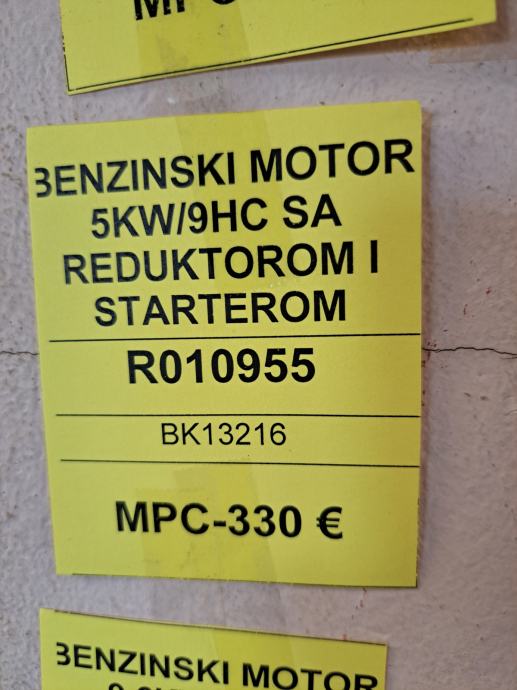 BENZINSKI MOTOR
5KW/9HC SA
REDUKTOROM I
STARTEROM
R010955
BK13216
MPC-330 €
BENZINSKI MOTOR